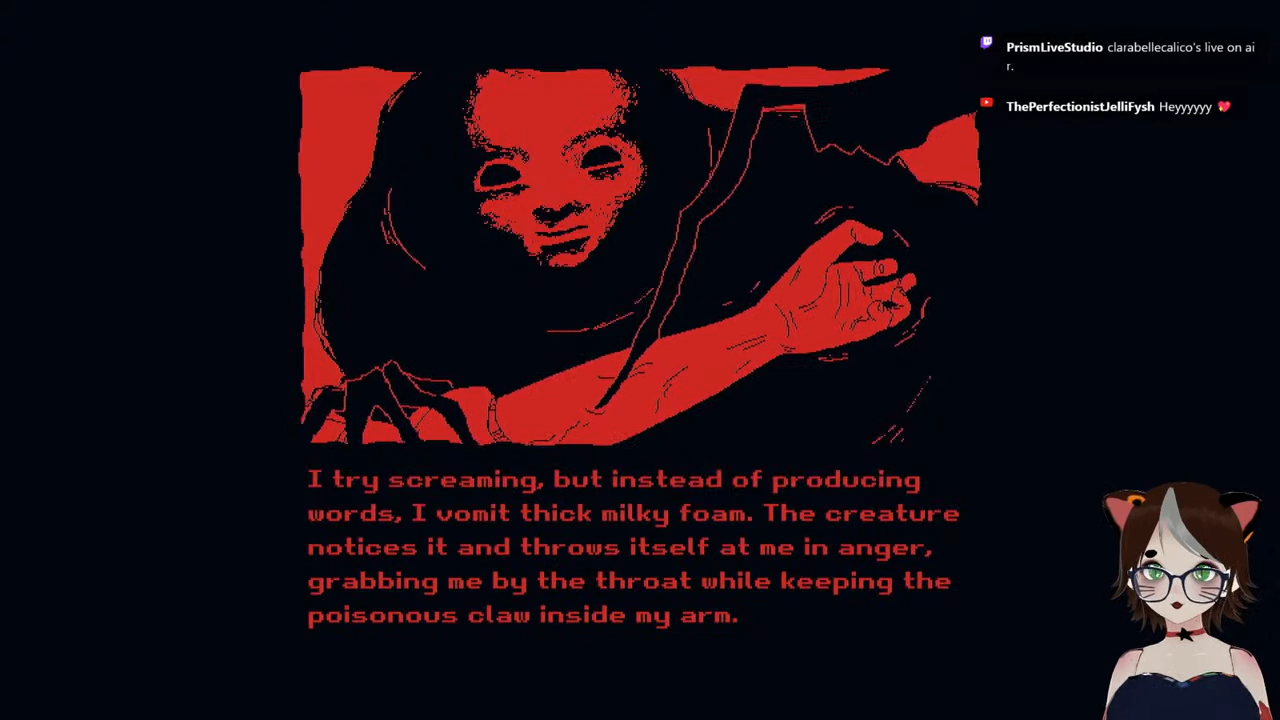 PrismLiveStudio clarabellecalico's live on ai
r.
ThePerfectionistJelliFysh Heyyyyyy 💖
I try screaming, but instead of producing
words, I vomit thick milky foam. The creature
notices it and throws itself at me in anger,
grabbing me by the throat while keeping the
poisonous claw inside my arm.